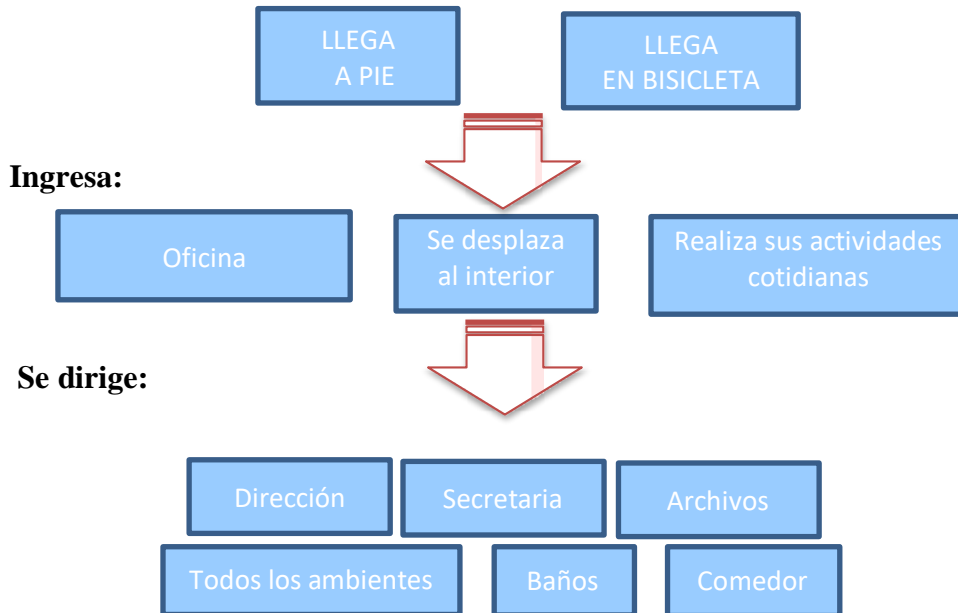 LLEGA
A PIE
LLEGA
EN BISICLETA
Ingresa:
Oficina
Se desplaza
al interior
Realiza sus actividades
cotidianas
Se dirige:
Dirección
Secretaria
Archivos
Todos los ambientes
Baños
Comedor